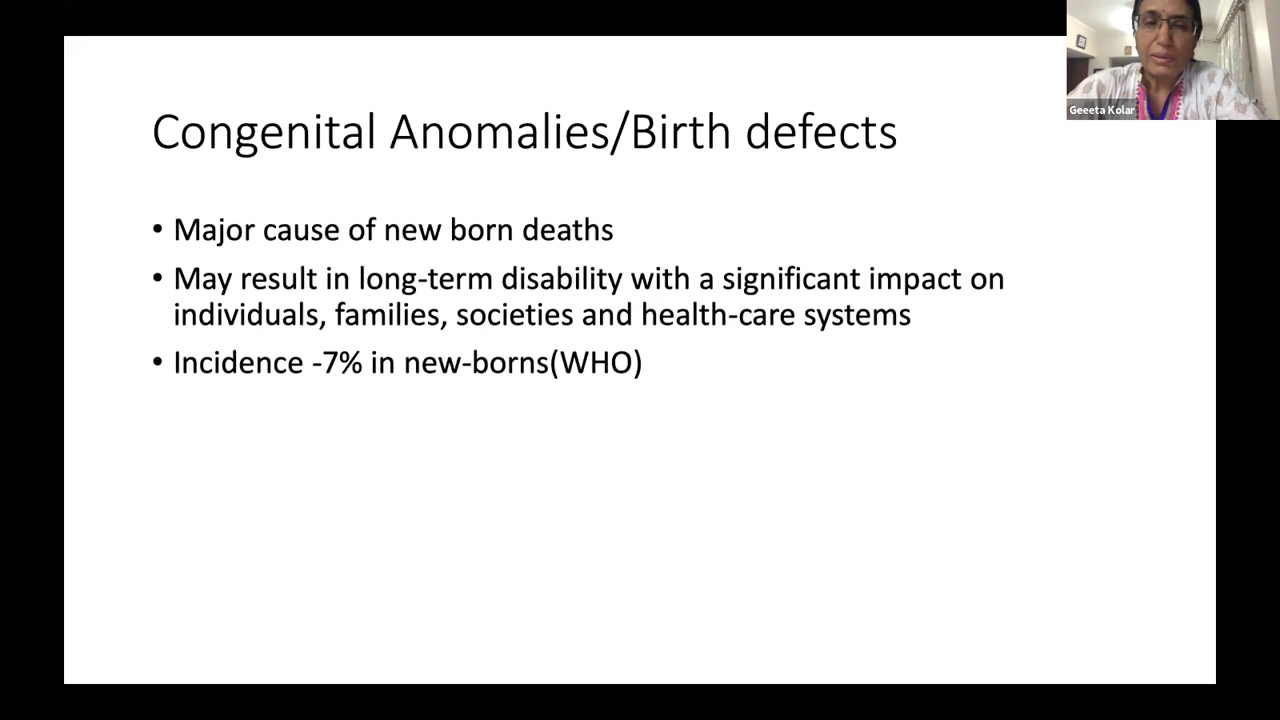 Geeeta Kolar
Congenital Anomalies/Birth defects
• Major cause of new born deaths
• May result in long-term disability with a significant impact on
individuals, families, societies and health-care systems
• Incidence -7% in new-borns(WHO)